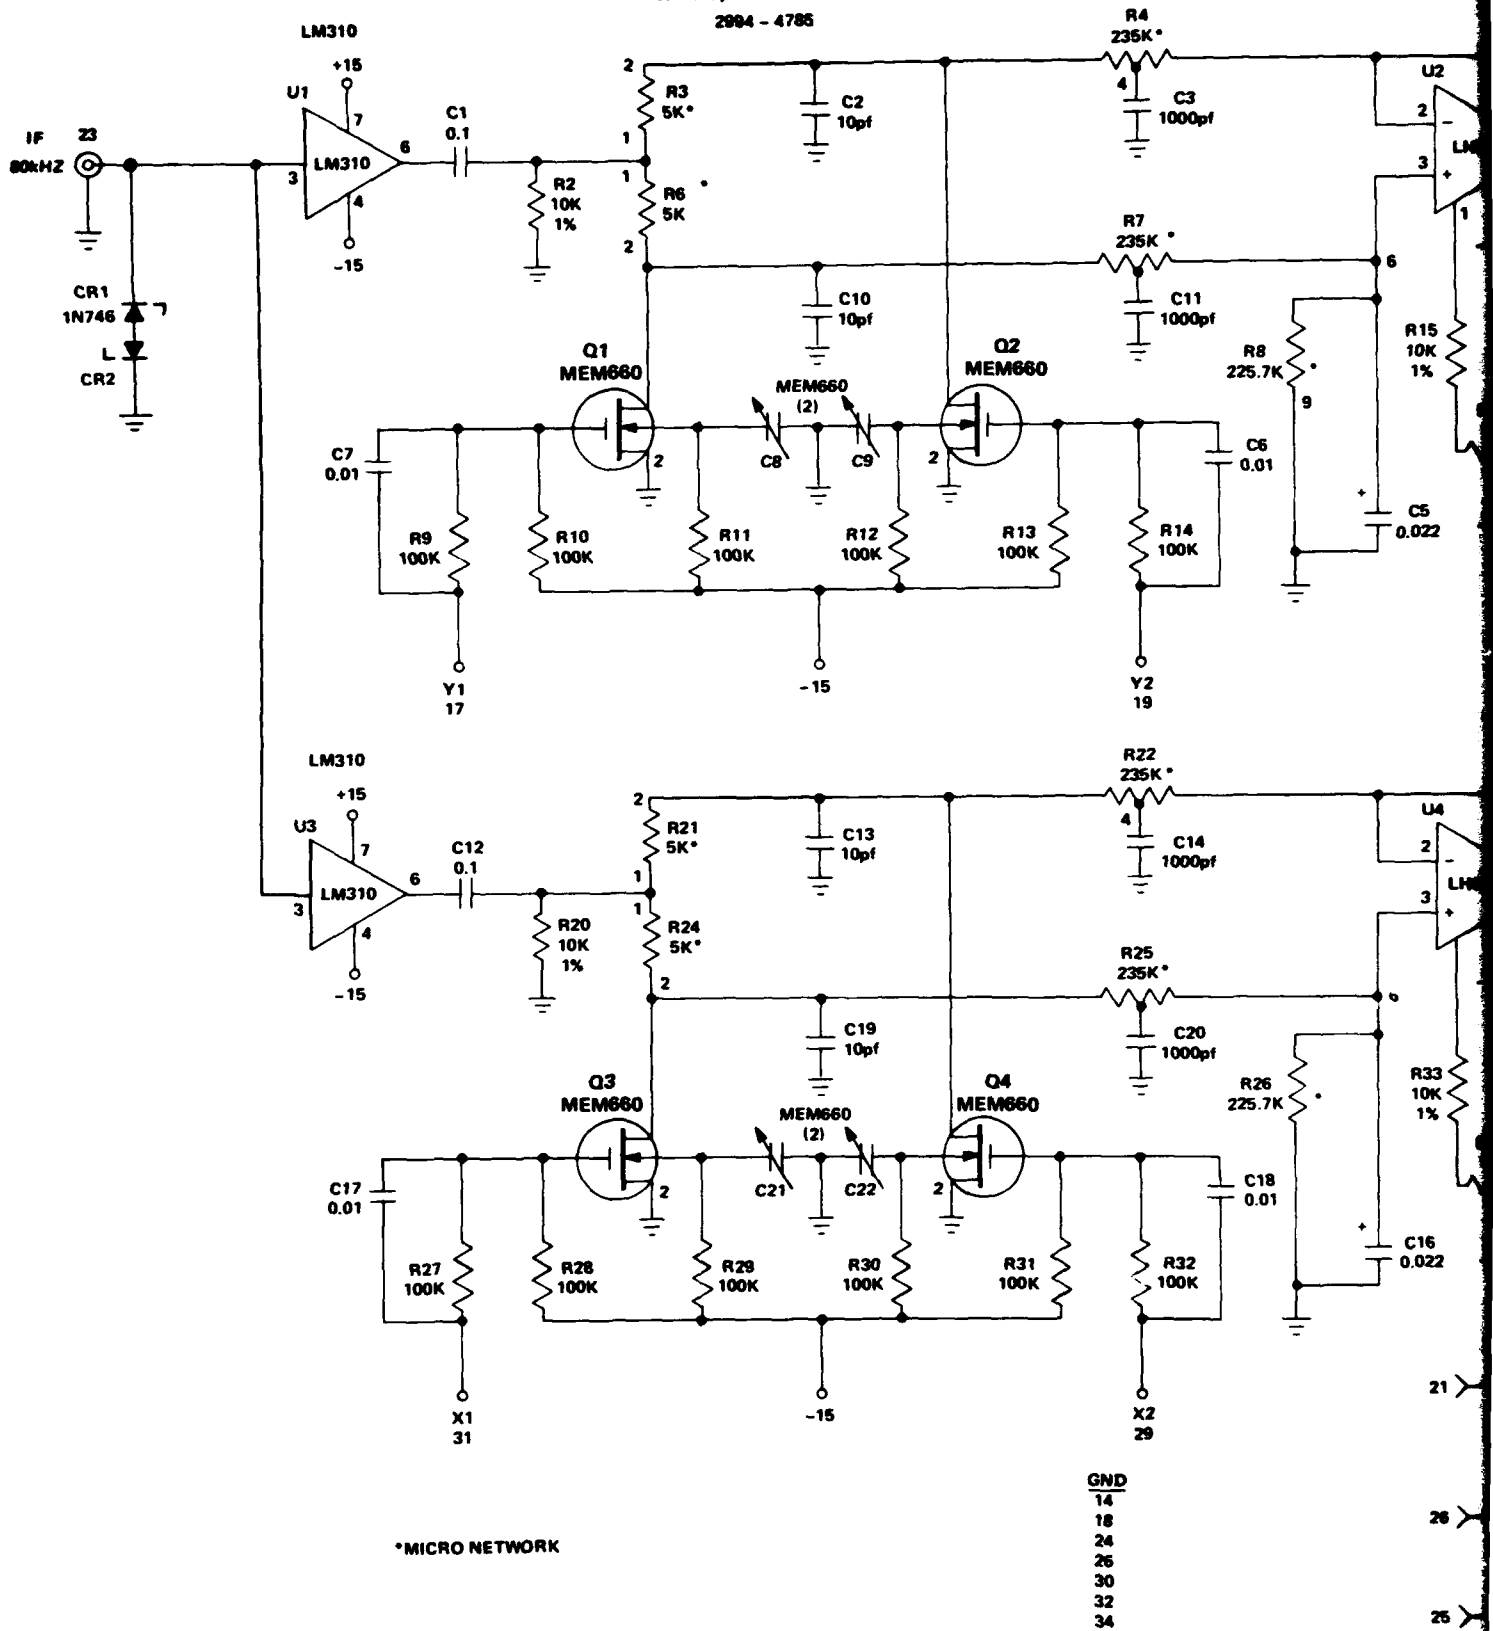 2994 - 4785
LM310
+15
U1
7
LM310
3
6
4
-15
IF
80kHZ
23
CR1
1N746
CR2
C1
0.1
R2
10K
1%
2
R3
5K*
1
1
R6 *
5K
2
C2
10pf
R4
235K*
4
C3
1000pf
U2
2
-
3
+
1
R7
235K *
6
C10
10pf
C11
1000pf
R8
225.7K *
9
R15
10K
1%
C5
0.022
+
Q1
MEM660
2
MEM660
(2)
C8
C9
Q2
MEM660
2
C7
0.01
C6
0.01
R9
100K
R10
100K
R11
100K
R12
100K
R13
100K
R14
100K
Y1
17
-15
Y2
19
LM310
+15
U3
7
LM310
3
6
4
-15
C12
0.1
R20
10K
1%
2
R21
5K*
1
1
R24
5K*
2
C13
10pf
R22
235K*
4
C14
1000pf
U4
2
-
3
+
R25
235K*
6
C19
10pf
C20
1000pf
R26
225.7K *
R33
10K
1%
C16
0.022
+
Q3
MEM660
2
MEM660
(2)
C21
C22
Q4
MEM660
2
C17
0.01
C18
0.01
R27
100K
R28
100K
R29
100K
R30
100K
R31
100K
R32
100K
X1
31
-15
X2
29
21
GND
14
18
24
26
30
32
34
26
25
*MICRO NETWORK